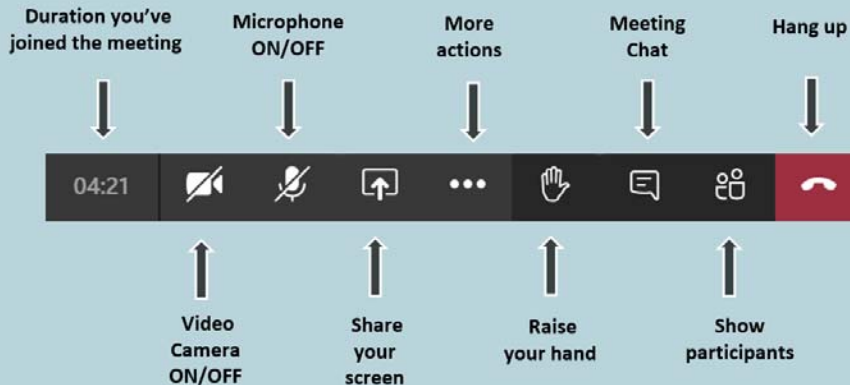 Duration you've
joined the meeting
Microphone
ON/OFF
More
actions
Meeting
Chat
Hang up
04:21
Video
Camera
ON/OFF
Share
your
screen
Raise
your hand
Show
participants